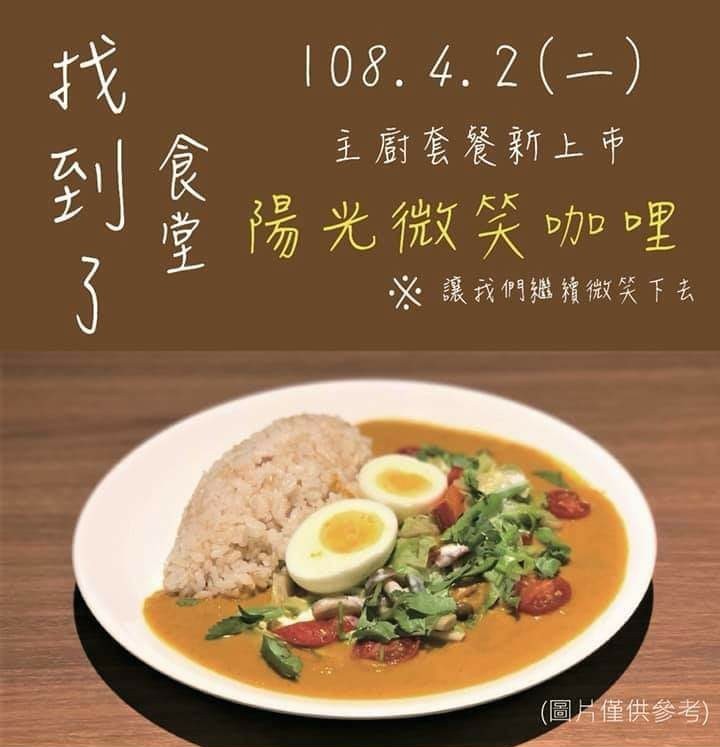 找到了
食堂
108.4.2(二)
主廚套餐新上市
陽光微笑咖哩
※ 讓我們繼續微笑下去
(圖片僅供參考)